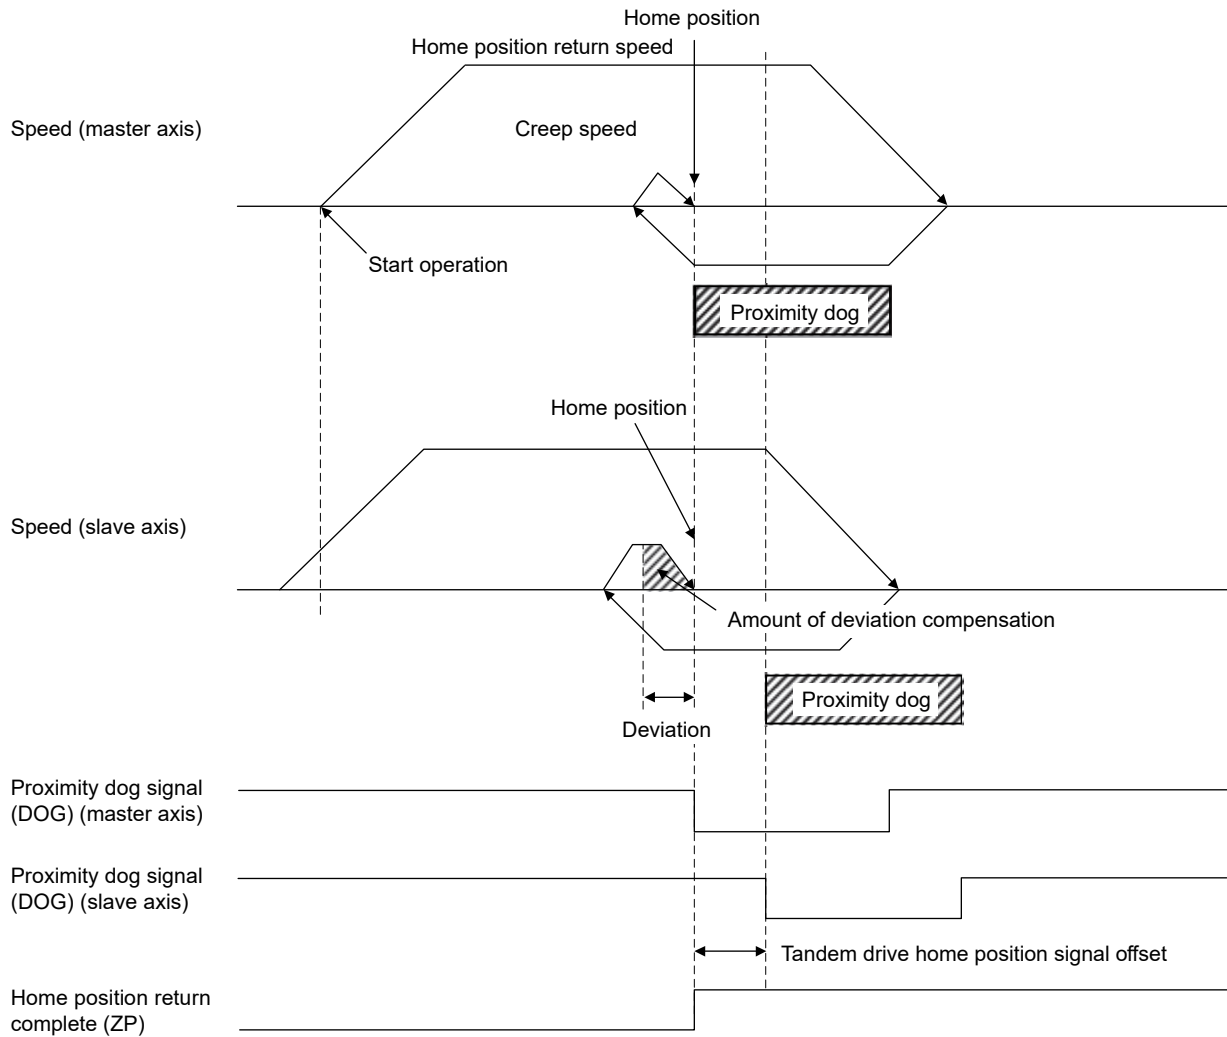 Home position
Home position return speed
Speed (master axis)
Creep speed
Start operation
Proximity dog
Home position
Speed (slave axis)
Amount of deviation compensation
Proximity dog
Deviation
Proximity dog signal
(DOG) (master axis)
Proximity dog signal
(DOG) (slave axis)
Tandem drive home position signal offset
Home position return
complete (ZP)